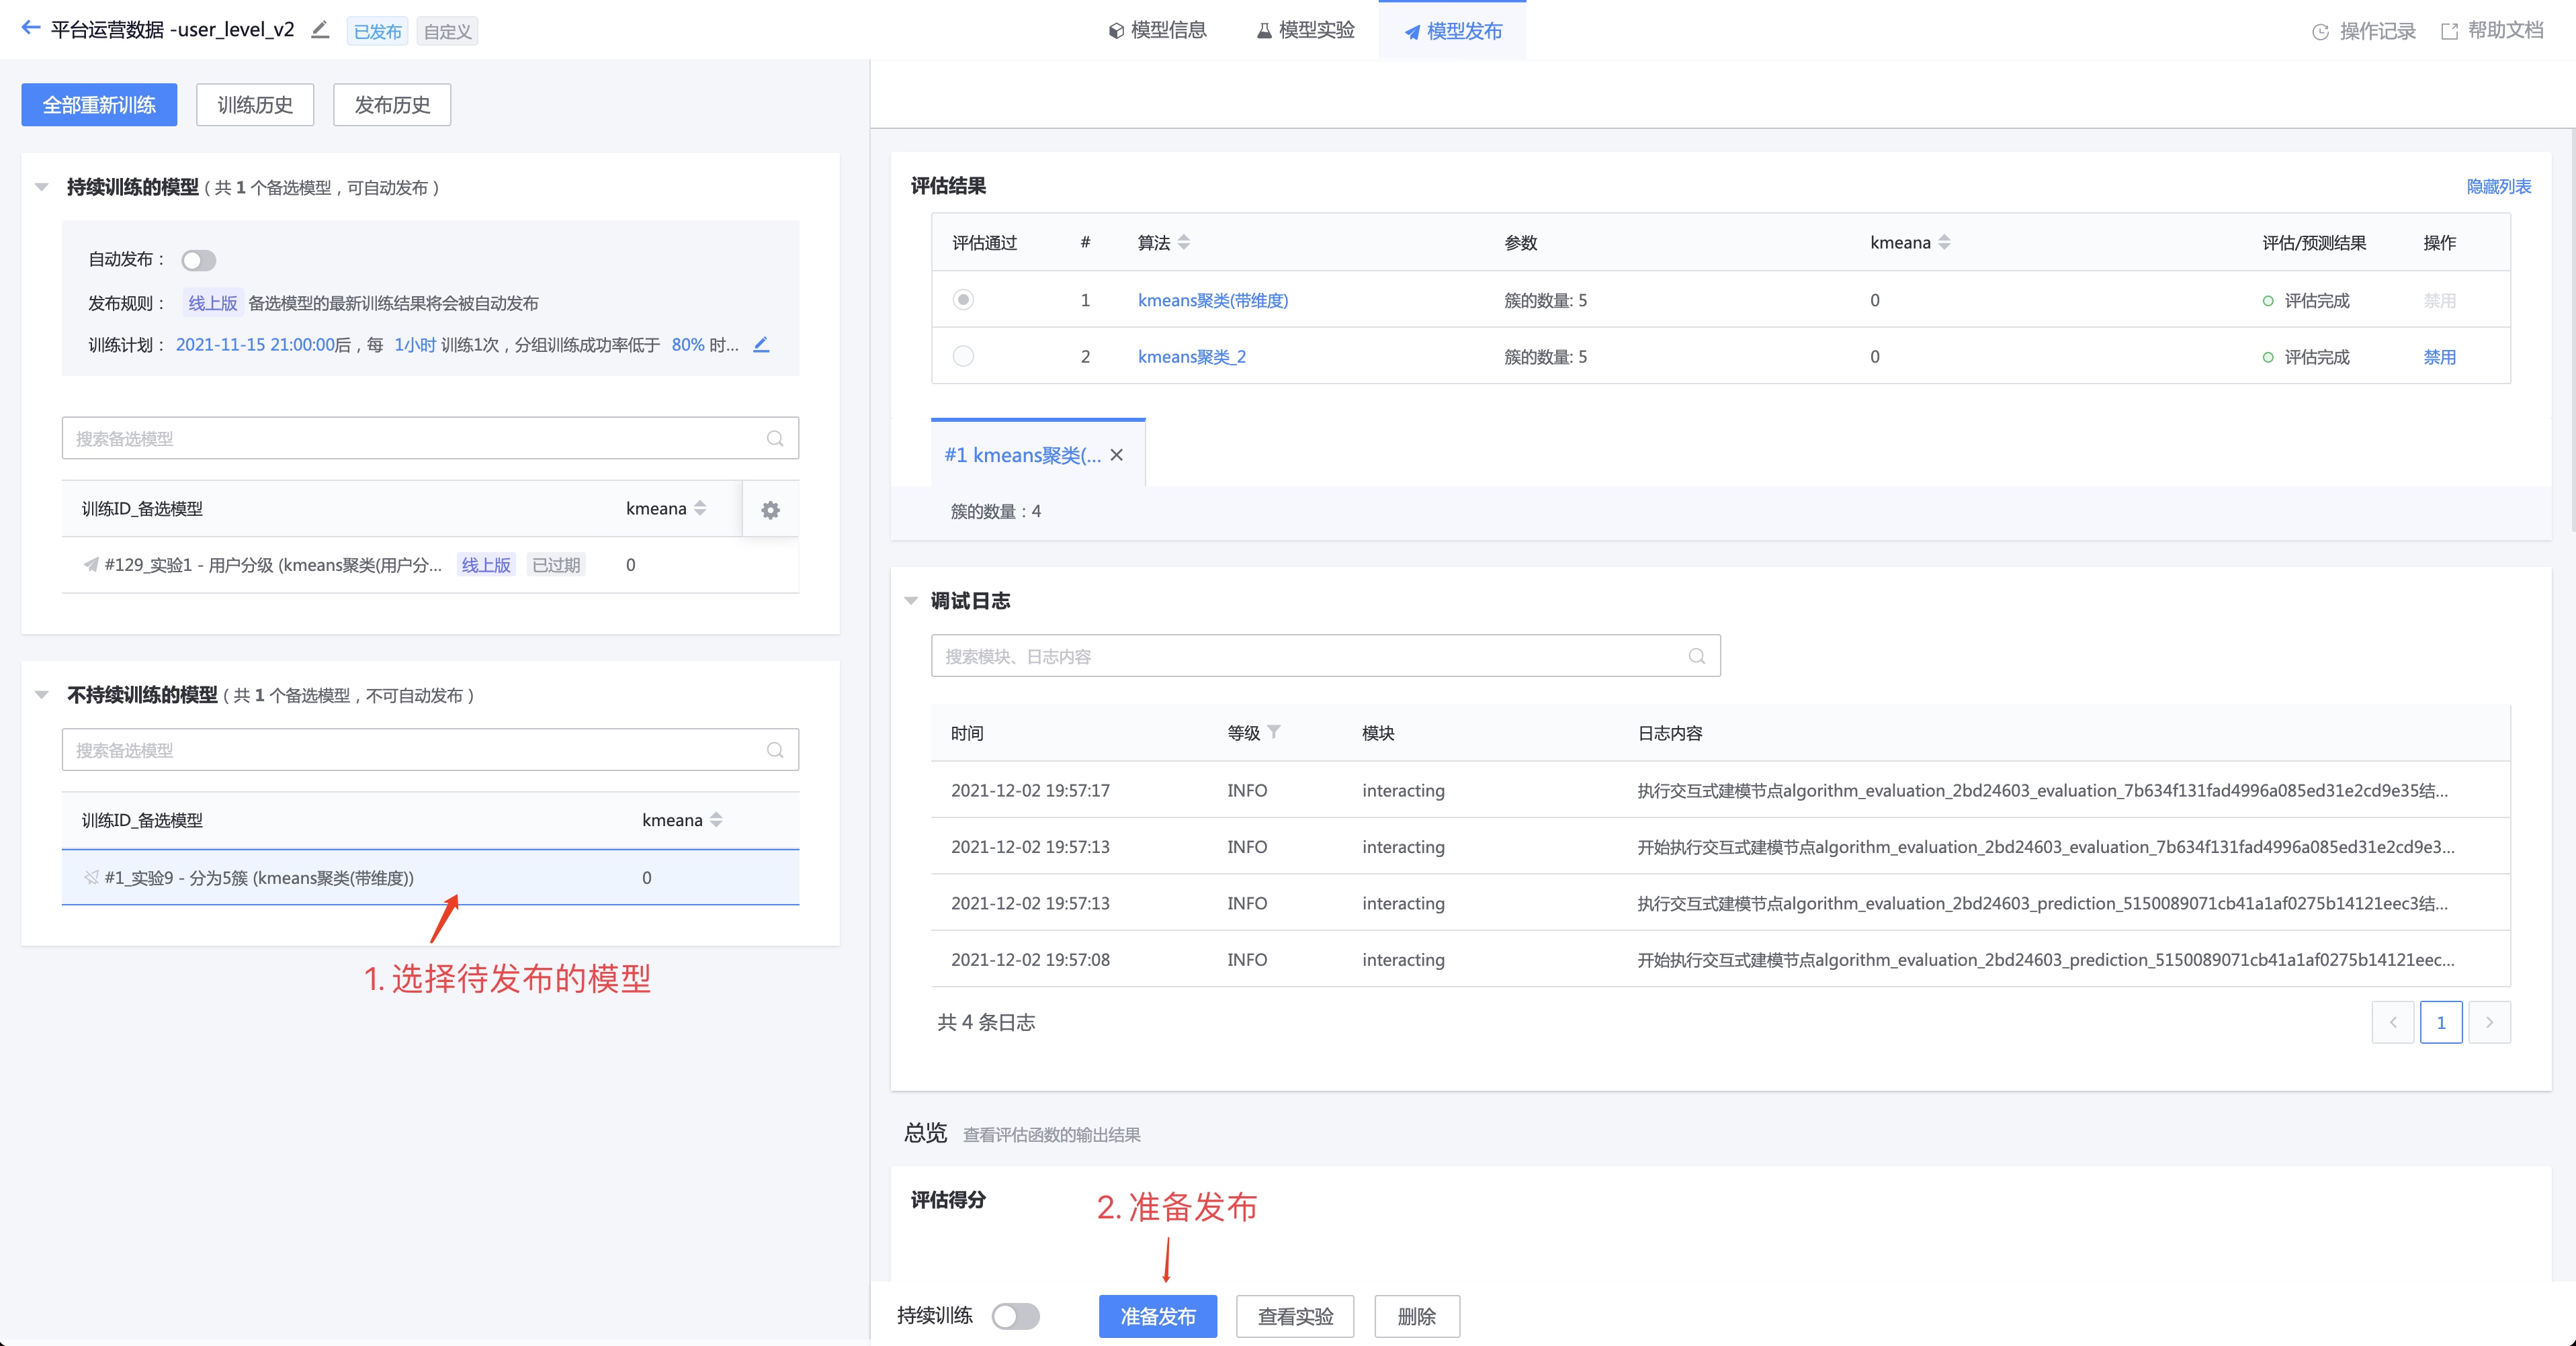 平台运营数据 -user_level_v2 已发布 自定义
模型信息 模型实验 模型发布
操作记录 帮助文档
全部重新训练 训练历史 发布历史
持续训练的模型 ( 共 1 个备选模型，可自动发布 )
自动发布：
发布规则： 线上版 备选模型的最新训练结果将会被自动发布
训练计划： 2021-11-15 21:00:00后，每 1小时 训练1次，分组训练成功率低于 80% 时...
搜索备选模型
训练ID_备选模型 kmeana
#129_实验1 - 用户分级 (kmeans聚类(用户分... 线上版 已过期 0
不持续训练的模型 ( 共 1 个备选模型，不可自动发布 )
搜索备选模型
训练ID_备选模型 kmeana
#1_实验9 - 分为5簇 (kmeans聚类(带维度)) 0
1. 选择待发布的模型
评估结果 隐藏列表
评估通过 # 算法 参数 kmeana 评估/预测结果 操作
1 kmeans聚类(带维度) 簇的数量: 5 0 评估完成 禁用
2 kmeans聚类_2 簇的数量: 5 0 评估完成 禁用
#1 kmeans聚类(... ×
簇的数量：4
调试日志
搜索模块、日志内容
时间 等级 模块 日志内容
2021-12-02 19:57:17 INFO interacting 执行交互式建模节点algorithm_evaluation_2bd24603_evaluation_7b634f131fad4996a085ed31e2cd9e35结...
2021-12-02 19:57:13 INFO interacting 开始执行交互式建模节点algorithm_evaluation_2bd24603_evaluation_7b634f131fad4996a085ed31e2cd9e3...
2021-12-02 19:57:13 INFO interacting 执行交互式建模节点algorithm_evaluation_2bd24603_prediction_5150089071cb41a1af0275b14121eec3结...
2021-12-02 19:57:08 INFO interacting 开始执行交互式建模节点algorithm_evaluation_2bd24603_prediction_5150089071cb41a1af0275b14121eec...
共 4 条日志 1
总览 查看评估函数的输出结果
评估得分
2. 准备发布
持续训练 准备发布 查看实验 删除